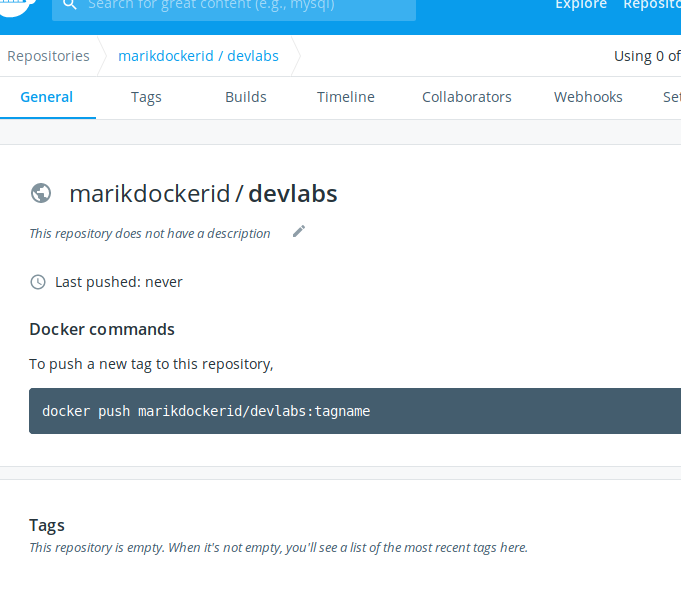 Search for great content (e.g., mysql)
Explore
Reposito
Repositories
marikdockerid / devlabs
Using 0 of
General
Tags
Builds
Timeline
Collaborators
Webhooks
Set
marikdockerid / devlabs
This repository does not have a description
Last pushed: never
Docker commands
To push a new tag to this repository,
docker push marikdockerid/devlabs:tagname
Tags
This repository is empty. When it's not empty, you'll see a list of the most recent tags here.